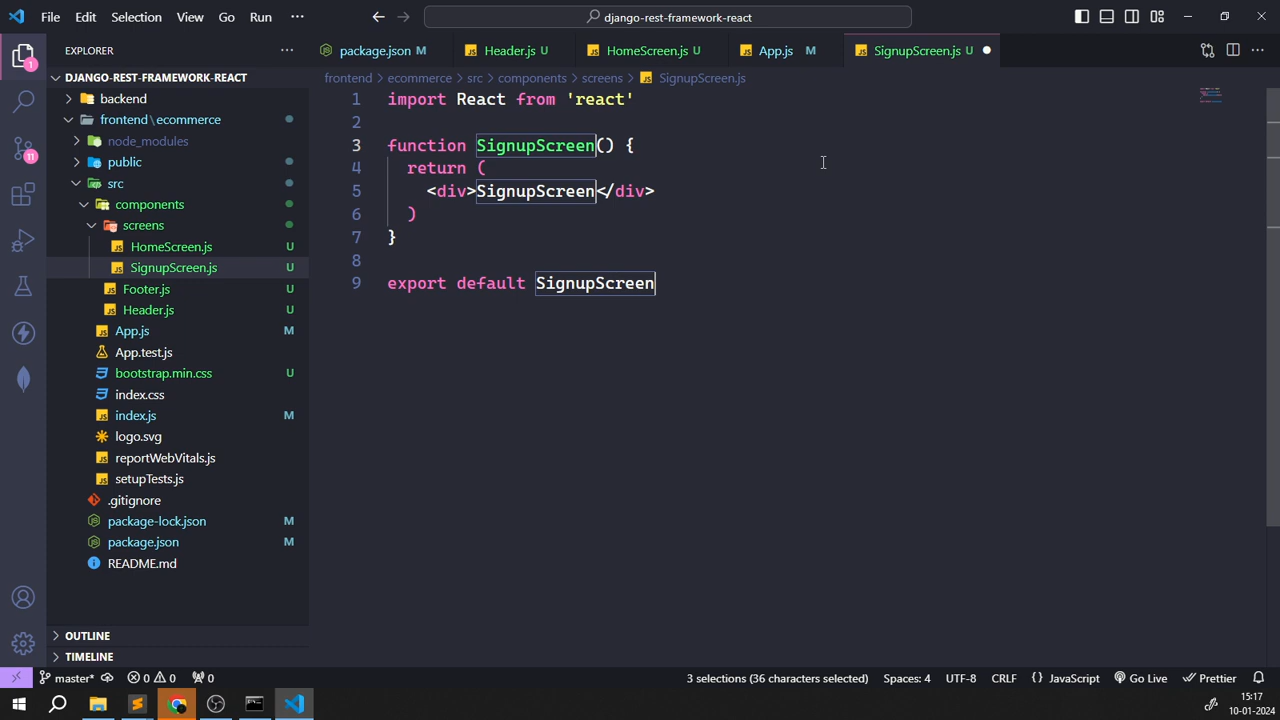 File Edit Selection View Go Run ···
django-rest-framework-react
EXPLORER
package.json M
Header.js U
HomeScreen.js U
App.js M
SignupScreen.js U
DJANGO-REST-FRAMEWORK-REACT
frontend > ecommerce > src > components > screens > SignupScreen.js
backend
frontend\ecommerce
node_modules
public
src
components
screens
HomeScreen.js U
SignupScreen.js U
Footer.js U
Header.js U
App.js M
App.test.js
bootstrap.min.css U
index.css
index.js M
logo.svg
reportWebVitals.js
setupTests.js
.gitignore
package-lock.json M
package.json M
README.md
OUTLINE
TIMELINE
1
11
1 import React from 'react'
2
3 function SignupScreen() {
4 return (
5 <div>SignupScreen</div>
6 )
7 }
8
9 export default SignupScreen
master* 0 0 0
3 selections (36 characters selected) Spaces: 4 UTF-8 CRLF {} JavaScript Go Live Prettier
15:17
10-01-2024